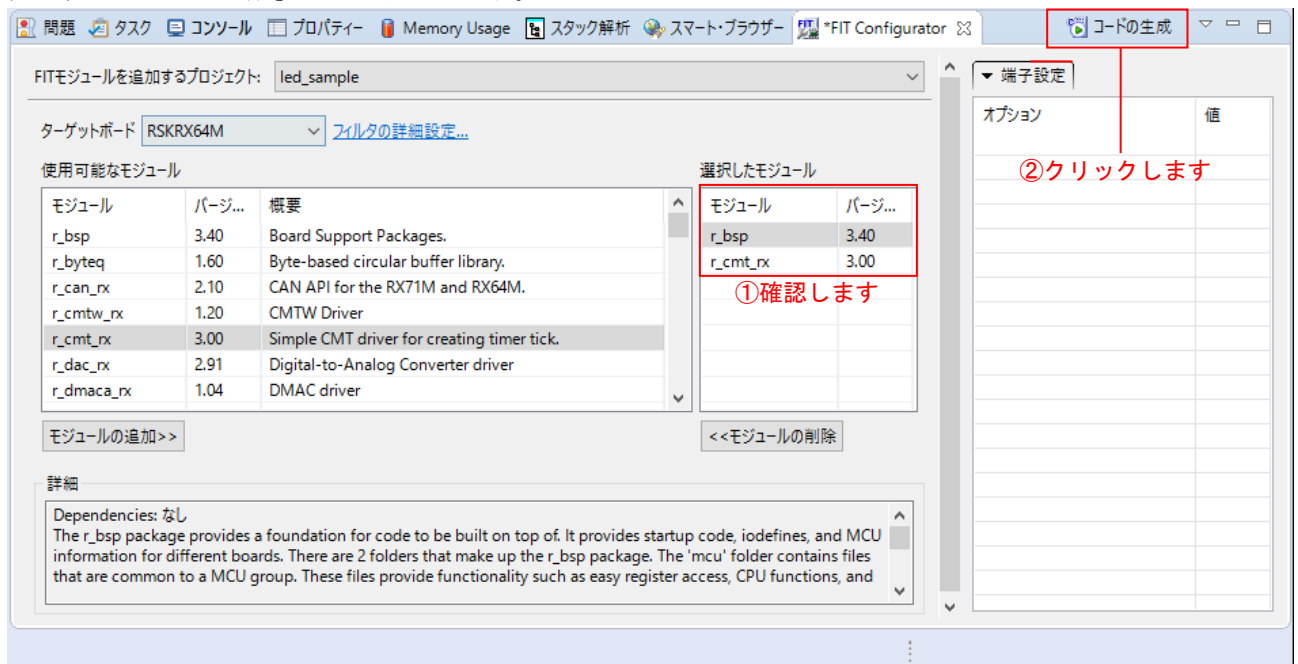 問題 タスク コンソール プロパティー Memory Usage スタック解析 スマート・ブラウザー *FIT Configurator コードの生成
FITモジュールを追加するプロジェクト: led_sample
端子設定
オプション 値
ターゲットボード RSKRX64M フィルタの詳細設定...
②クリックします
使用可能なモジュール 選択したモジュール
モジュール バージ... 概要 モジュール バージ...
r_bsp 3.40 Board Support Packages. r_bsp 3.40
r_byteq 1.60 Byte-based circular buffer library. r_cmt_rx 3.00
r_can_rx 2.10 CAN API for the RX71M and RX64M.
①確認します
r_cmtw_rx 1.20 CMTW Driver
r_cmt_rx 3.00 Simple CMT driver for creating timer tick.
r_dac_rx 2.91 Digital-to-Analog Converter driver
r_dmaca_rx 1.04 DMAC driver
モジュールの追加>> <<モジュールの削除
詳細
Dependencies: なし
The r_bsp package provides a foundation for code to be built on top of. It provides startup code, iodefines, and MCU
information for different boards. There are 2 folders that make up the r_bsp package. The 'mcu' folder contains files
that are common to a MCU group. These files provide functionality such as easy register access, CPU functions, and